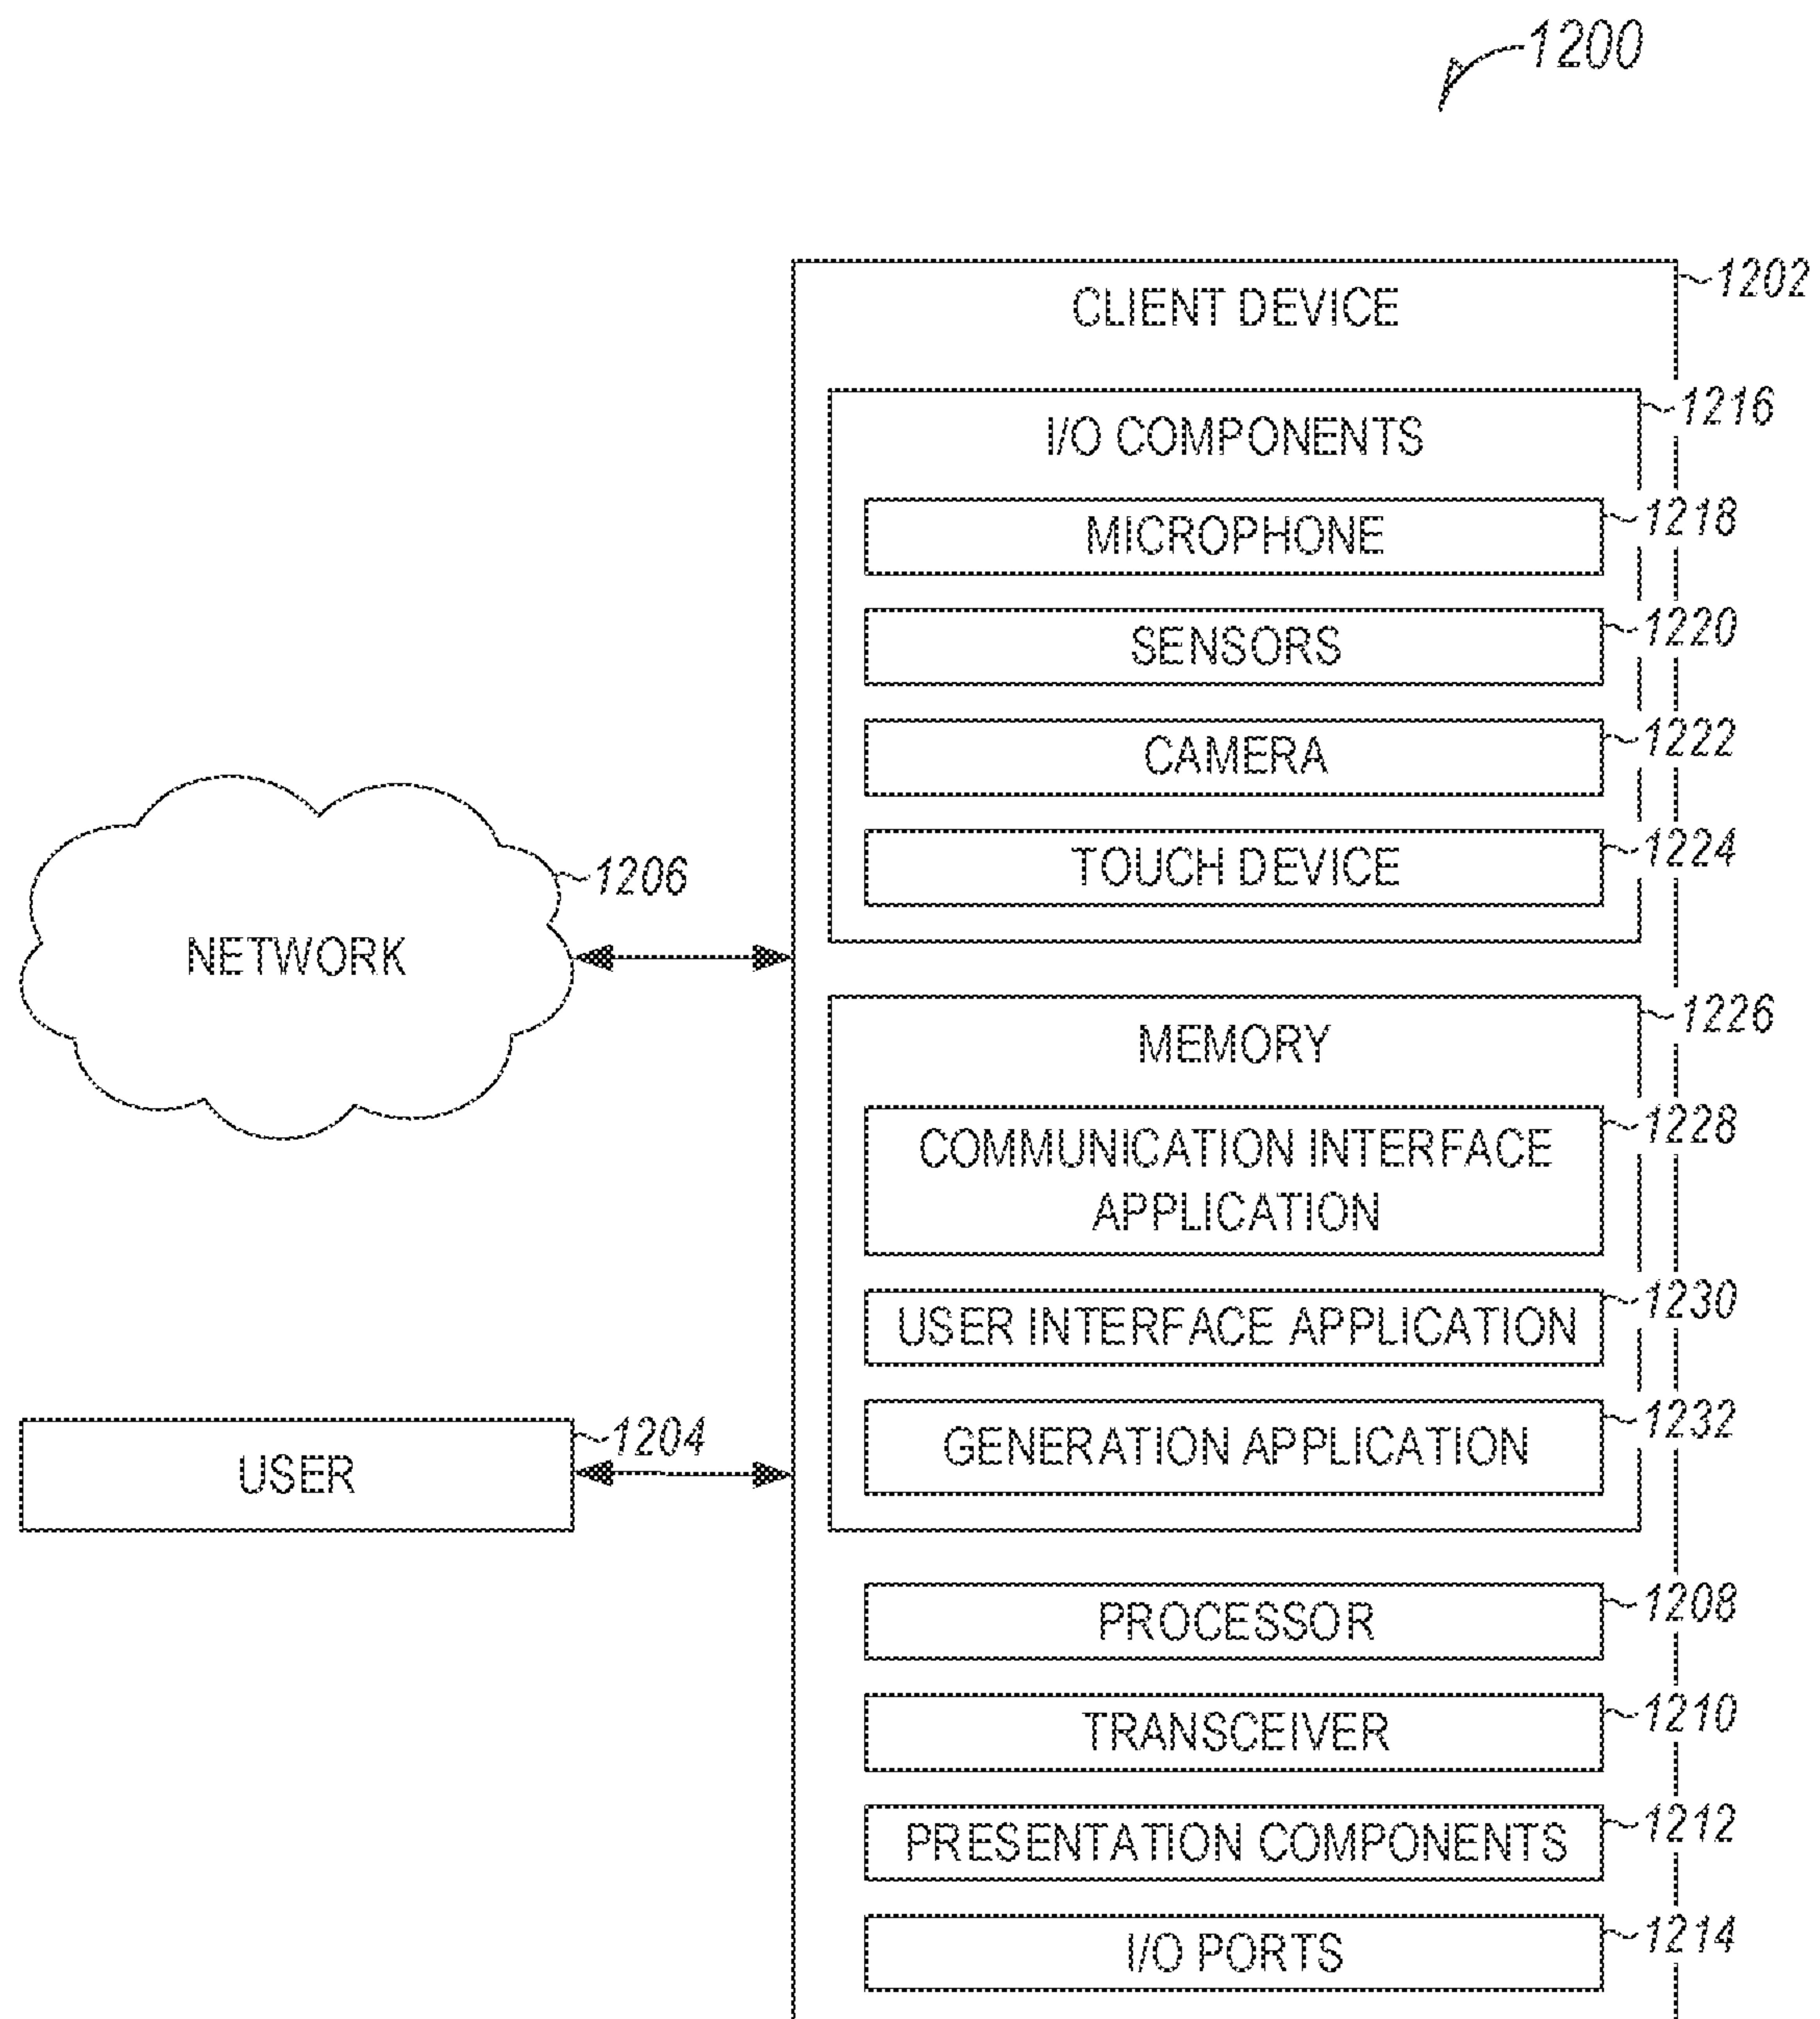 1200
CLIENT DEVICE
1202
I/O COMPONENTS
1216
MICROPHONE
1218
SENSORS
1220
CAMERA
1222
TOUCH DEVICE
1224
NETWORK
1206
MEMORY
1226
COMMUNICATION INTERFACE
APPLICATION
1228
USER INTERFACE APPLICATION
1230
GENERATION APPLICATION
1232
USER
1204
PROCESSOR
1208
TRANSCEIVER
1210
PRESENTATION COMPONENTS
1212
I/O PORTS
1214